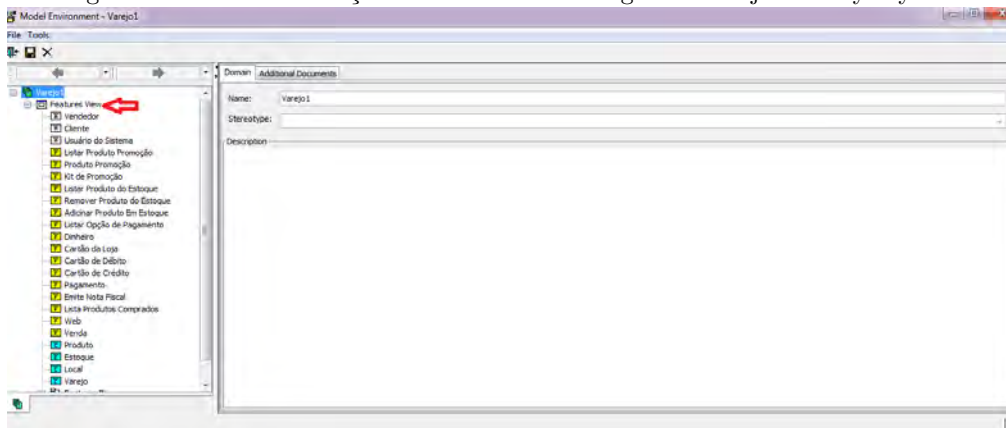 Model Environment - Varejo1
File Tools
Domain Additional Documents
Varejo1
Features View
Vendedor
Cliente
Usuário do Sistema
Listar Produto Promoção
Produto Promoção
Kit de Promoção
Listar Produto do Estoque
Remover Produto do Estoque
Adicinar Produto Em Estoque
Listar Opção de Pagamento
Dinheiro
Cartão da Loja
Cartão de Débito
Cartão de Crédito
Pagamento
Emite Nota Fiscal
Lista Produtos Comprados
Web
Venda
Produto
Estoque
Local
Varejo
Name: Varejo1
Stereotype:
Description